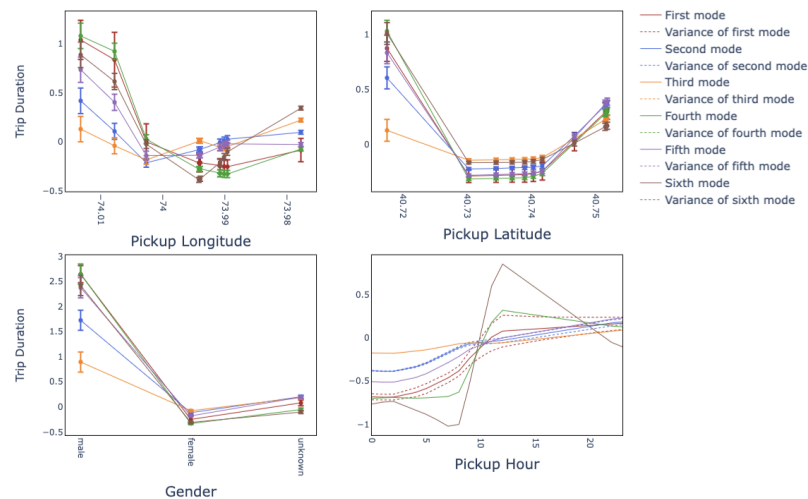 Trip Duration
1
0.5
0
−0.5
−74.01
−74
−73.99
−73.98
Pickup Longitude
1
0.5
0
40.72
40.73
40.74
40.75
Pickup Latitude
First mode
Variance of first mode
Second mode
Variance of second mode
Third mode
Variance of third mode
Fourth mode
Variance of fourth mode
Fifth mode
Variance of fifth mode
Sixth mode
Variance of sixth mode
Trip Duration
3
2.5
2
1.5
1
0.5
0
−0.5
male
female
unknown
Gender
0.5
0
−0.5
−1
0
5
10
15
20
Pickup Hour